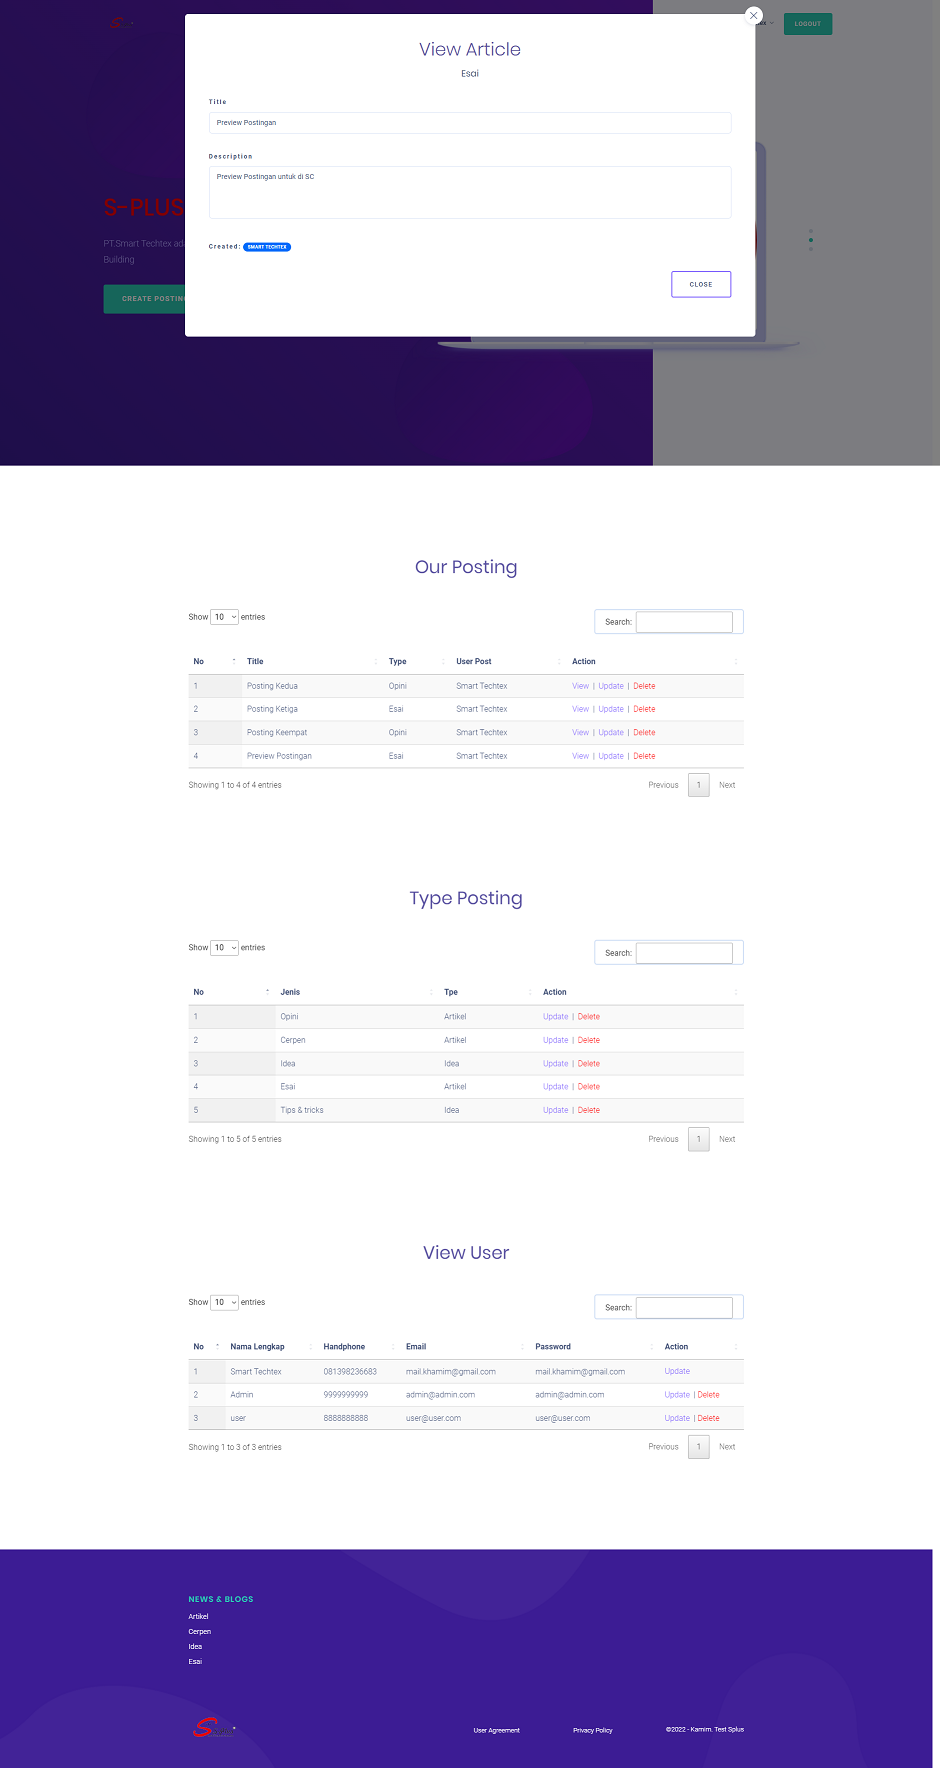 LOGOUT
View Article
Esai
Title
Preview Postingan
Description
Preview Postingan untuk di SC
Created: SMART TECHTEX
CLOSE
S-PLUS
PT.Smart Techtex
Building
CREATE POSTING
Our Posting
Show 10 entries
Search:
No Title Type User Post Action
1 Posting Kedua Opini Smart Techtex View | Update | Delete
2 Posting Ketiga Esai Smart Techtex View | Update | Delete
3 Posting Keempat Opini Smart Techtex View | Update | Delete
4 Preview Postingan Esai Smart Techtex View | Update | Delete
Showing 1 to 4 of 4 entries
Previous 1 Next
Type Posting
Show 10 entries
Search:
No Jenis Tpe Action
1 Opini Artikel Update | Delete
2 Cerpen Artikel Update | Delete
3 Idea Idea Update | Delete
4 Esai Artikel Update | Delete
5 Tips & tricks Idea Update | Delete
Showing 1 to 5 of 5 entries
Previous 1 Next
View User
Show 10 entries
Search:
No Nama Lengkap Handphone Email Password Action
1 Smart Techtex 081398236683 mail.khamim@gmail.com mail.khamim@gmail.com Update
2 Admin 9999999999 admin@admin.com admin@admin.com Update | Delete
3 user 8888888888 user@user.com user@user.com Update | Delete
Showing 1 to 3 of 3 entries
Previous 1 Next
NEWS & BLOGS
Artikel
Cerpen
Idea
Esai
User Agreement
Privacy Policy
©2022 - Kamim. Test Splus